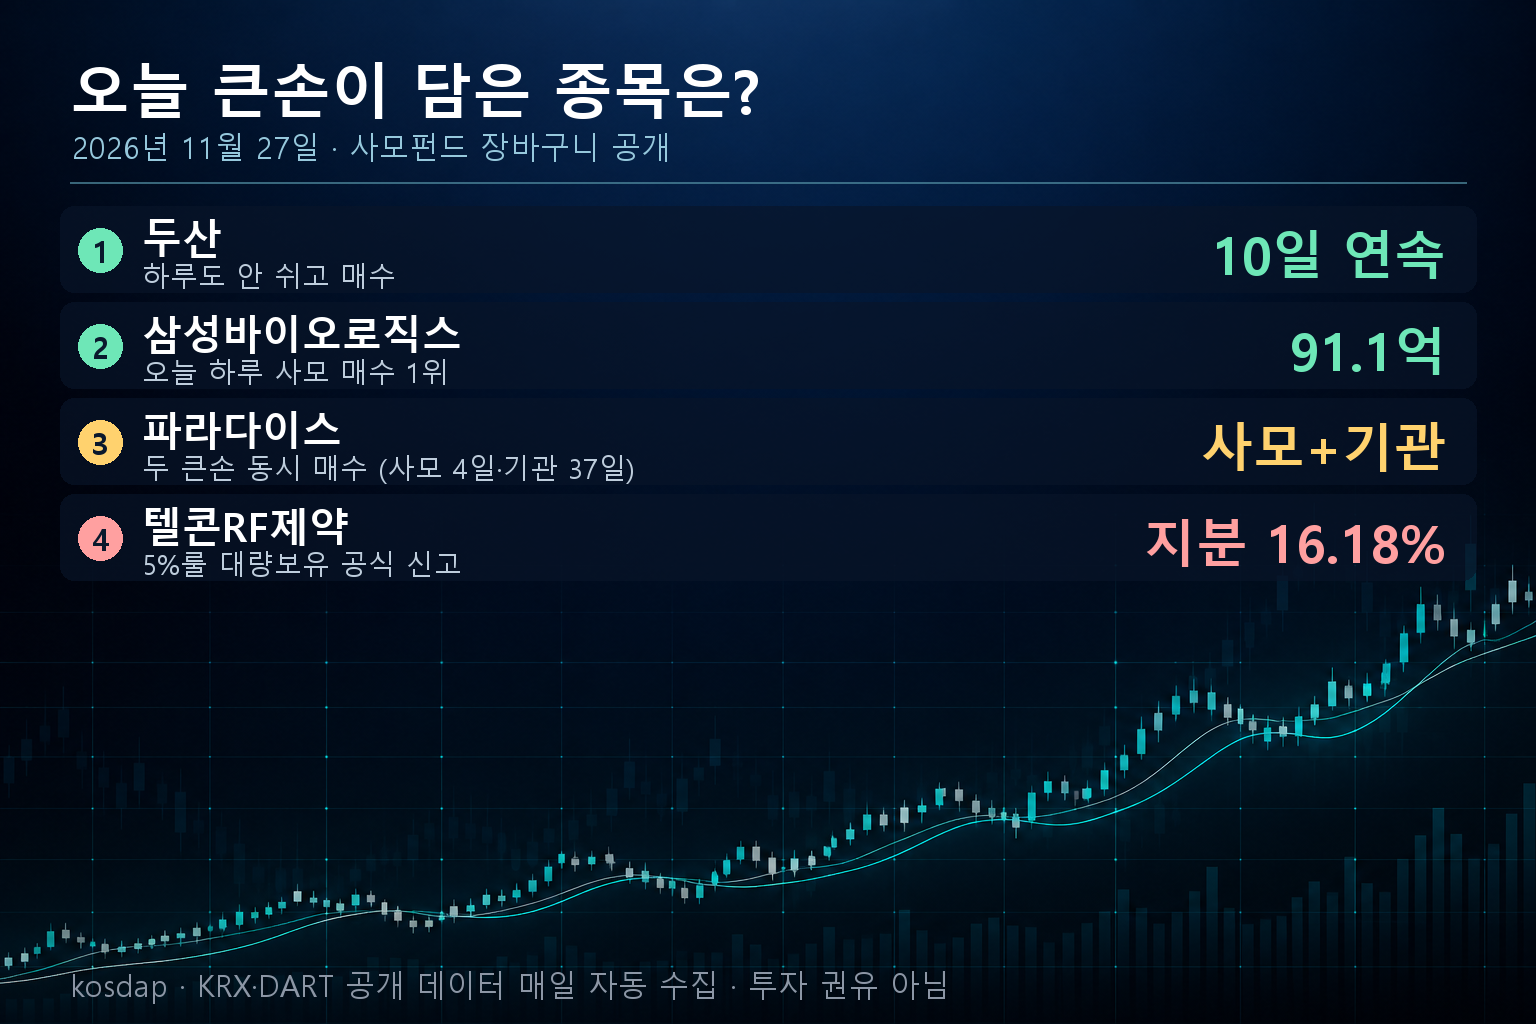 오늘 큰손이 담은 종목은?
2026년 11월 27일 · 사모펀드 장바구니 공개
1 두산
하루도 안 쉬고 매수
10일 연속
2 삼성바이오로직스
오늘 하루 사모 매수 1위
91.1억
3 파라다이스
두 큰손 동시 매수 (사모 4일·기관 37일)
사모+기관
4 텔콘RF제약
5%룰 대량보유 공식 신고
지분 16.18%
kosdap · KRX·DART 공개 데이터 매일 자동 수집 · 투자 권유 아님